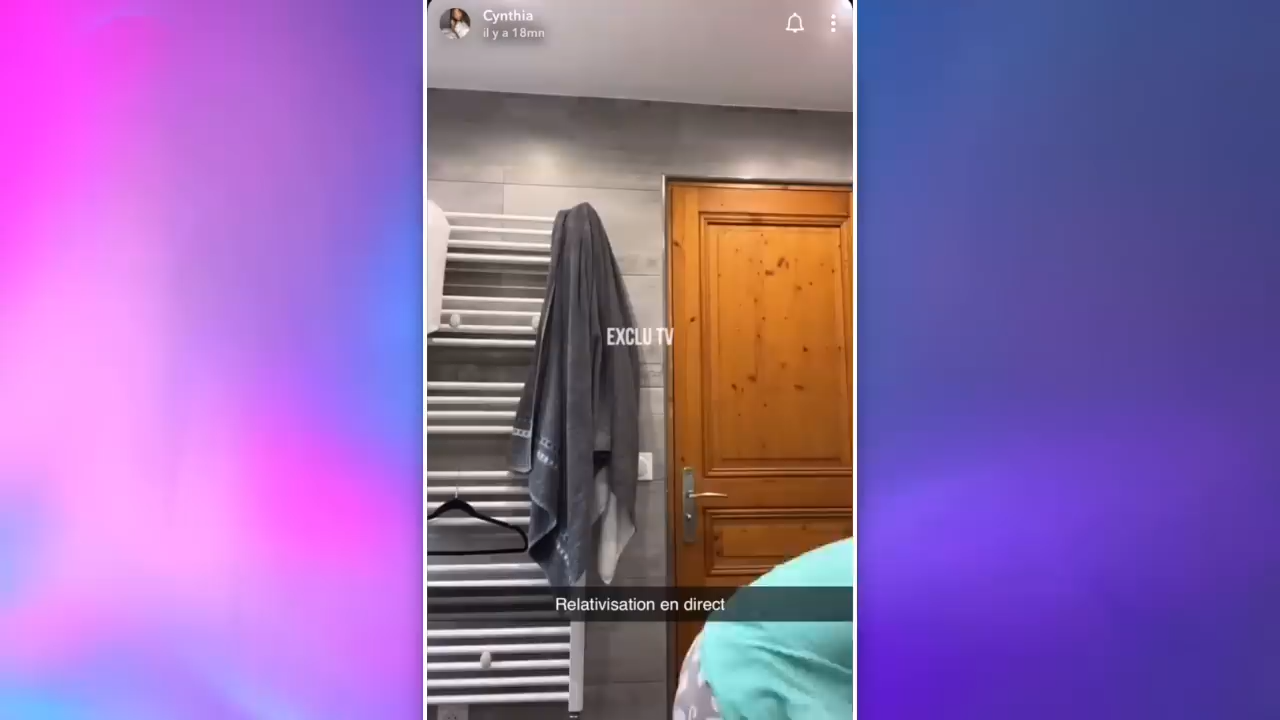 Cynthia
il y a 18mn
EXCLU TV
Relativisation en direct